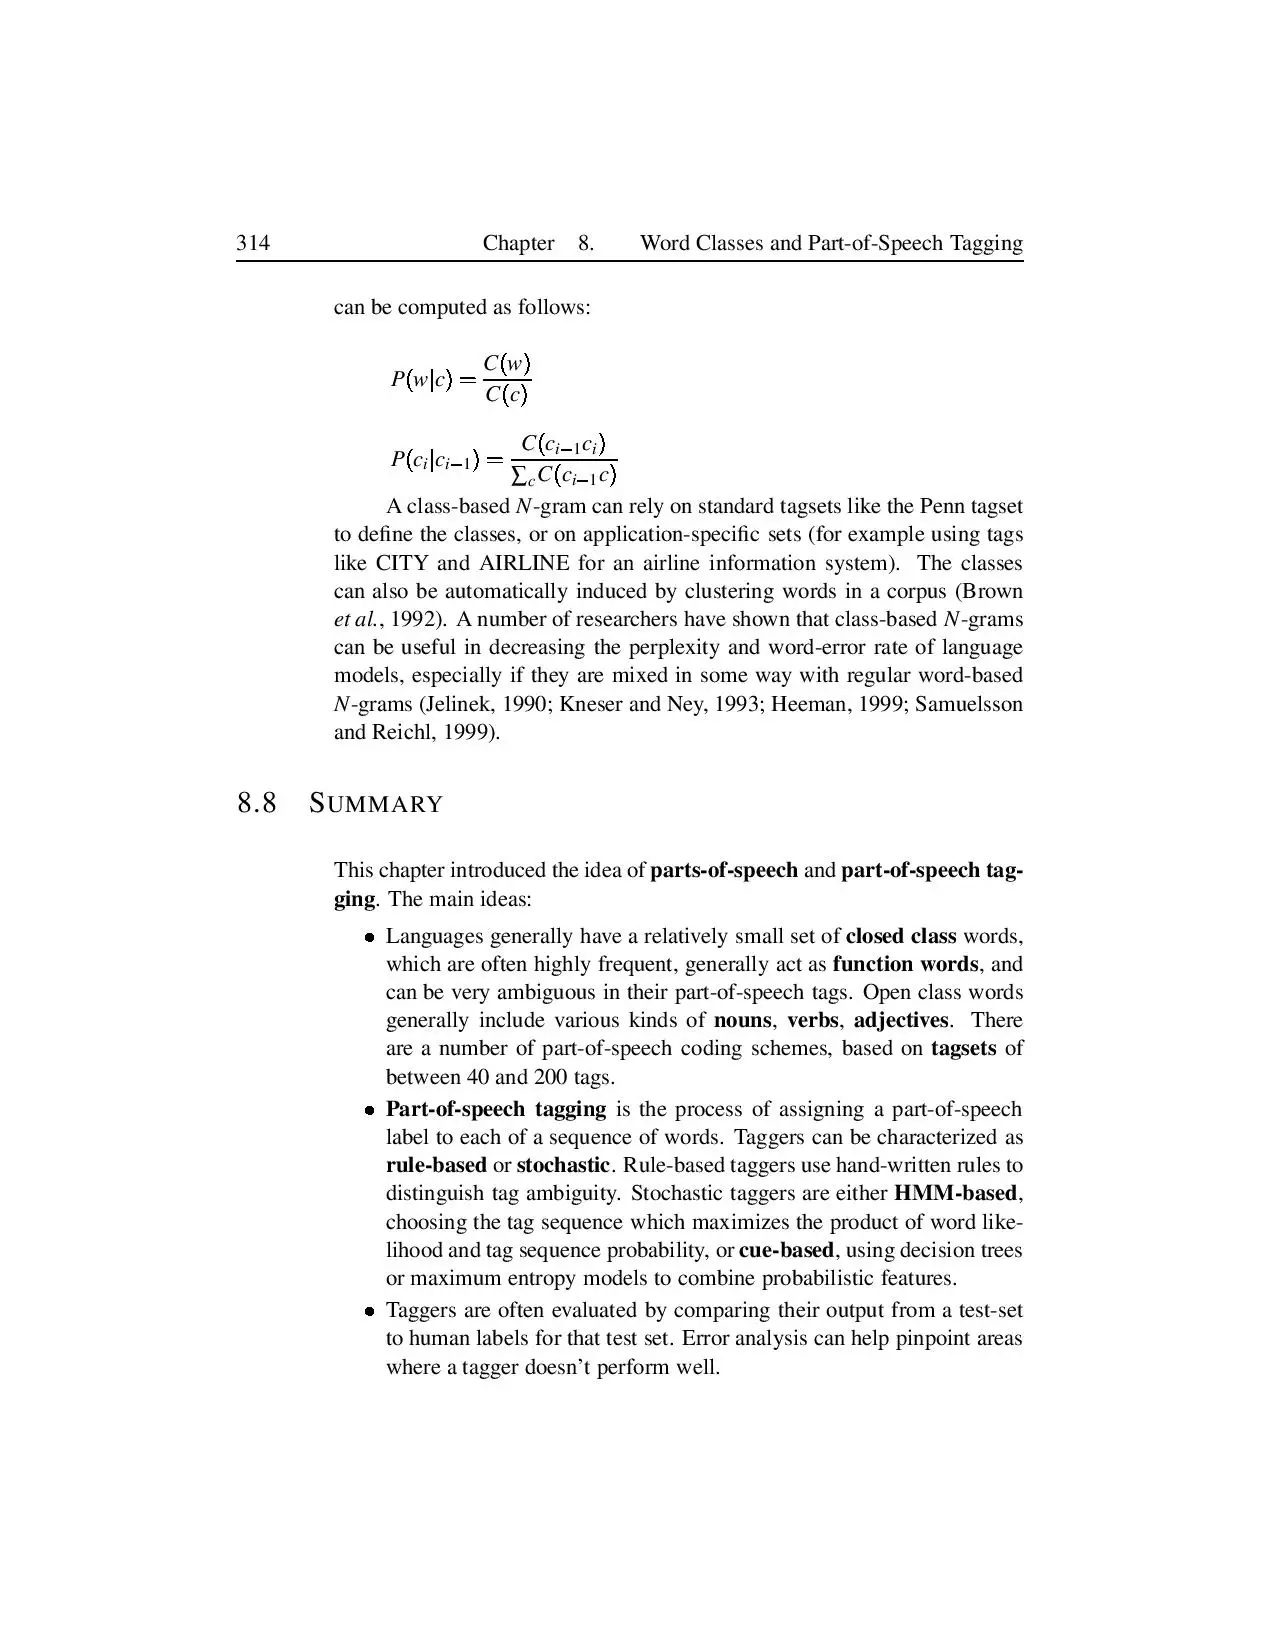 314 Chapter 8. Word Classes and Part-of-Speech Tagging
can be computed as follows:
P(w|c) = C(w) / C(c)
P(c_i|c_{i−1}) = C(c_{i−1}c_i) / ∑_c C(c_{i−1}c)
A class-based N-gram can rely on standard tagsets like the Penn tagset
to define the classes, or on application-specific sets (for example using tags
like CITY and AIRLINE for an airline information system). The classes
can also be automatically induced by clustering words in a corpus (Brown
et al., 1992). A number of researchers have shown that class-based N-grams
can be useful in decreasing the perplexity and word-error rate of language
models, especially if they are mixed in some way with regular word-based
N-grams (Jelinek, 1990; Kneser and Ney, 1993; Heeman, 1999; Samuelsson
and Reichl, 1999).
8.8 SUMMARY
This chapter introduced the idea of parts-of-speech and part-of-speech tag-
ging. The main ideas:
• Languages generally have a relatively small set of closed class words,
which are often highly frequent, generally act as function words, and
can be very ambiguous in their part-of-speech tags. Open class words
generally include various kinds of nouns, verbs, adjectives. There
are a number of part-of-speech coding schemes, based on tagsets of
between 40 and 200 tags.
• Part-of-speech tagging is the process of assigning a part-of-speech
label to each of a sequence of words. Taggers can be characterized as
rule-based or stochastic. Rule-based taggers use hand-written rules to
distinguish tag ambiguity. Stochastic taggers are either HMM-based,
choosing the tag sequence which maximizes the product of word like-
lihood and tag sequence probability, or cue-based, using decision trees
or maximum entropy models to combine probabilistic features.
• Taggers are often evaluated by comparing their output from a test-set
to human labels for that test set. Error analysis can help pinpoint areas
where a tagger doesn't perform well.